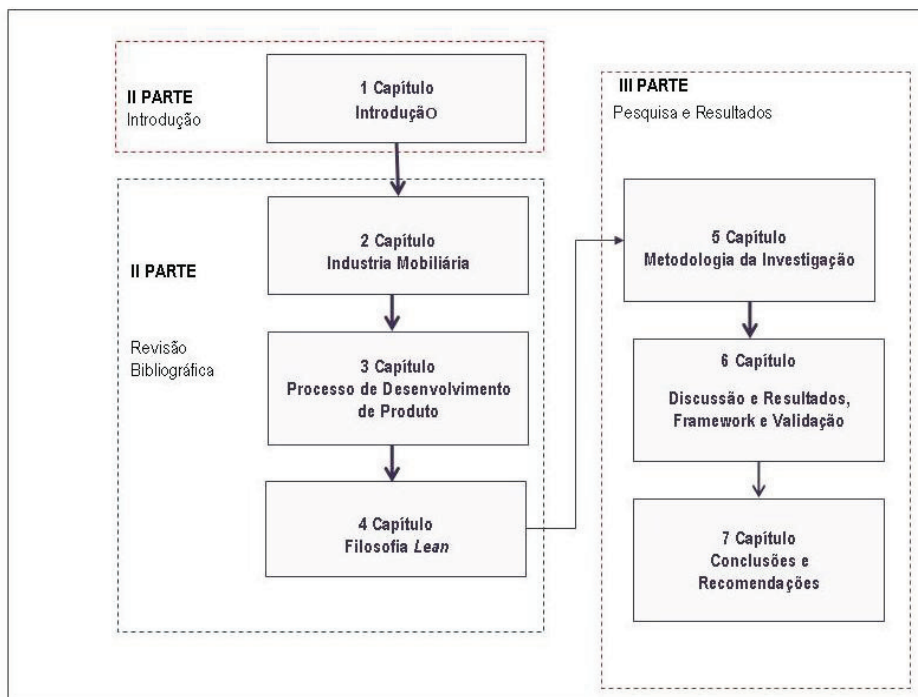 II PARTE
Introdução
1 Capítulo
Introdução
II PARTE
Revisão
Bibliográfica
2 Capítulo
Industria Mobiliária
3 Capítulo
Processo de Desenvolvimento
de Produto
4 Capítulo
Filosofia Lean
III PARTE
Pesquisa e Resultados
5 Capítulo
Metodologia da Investigação
6 Capítulo
Discussão e Resultados,
Framework e Validação
7 Capítulo
Conclusões e
Recomendações